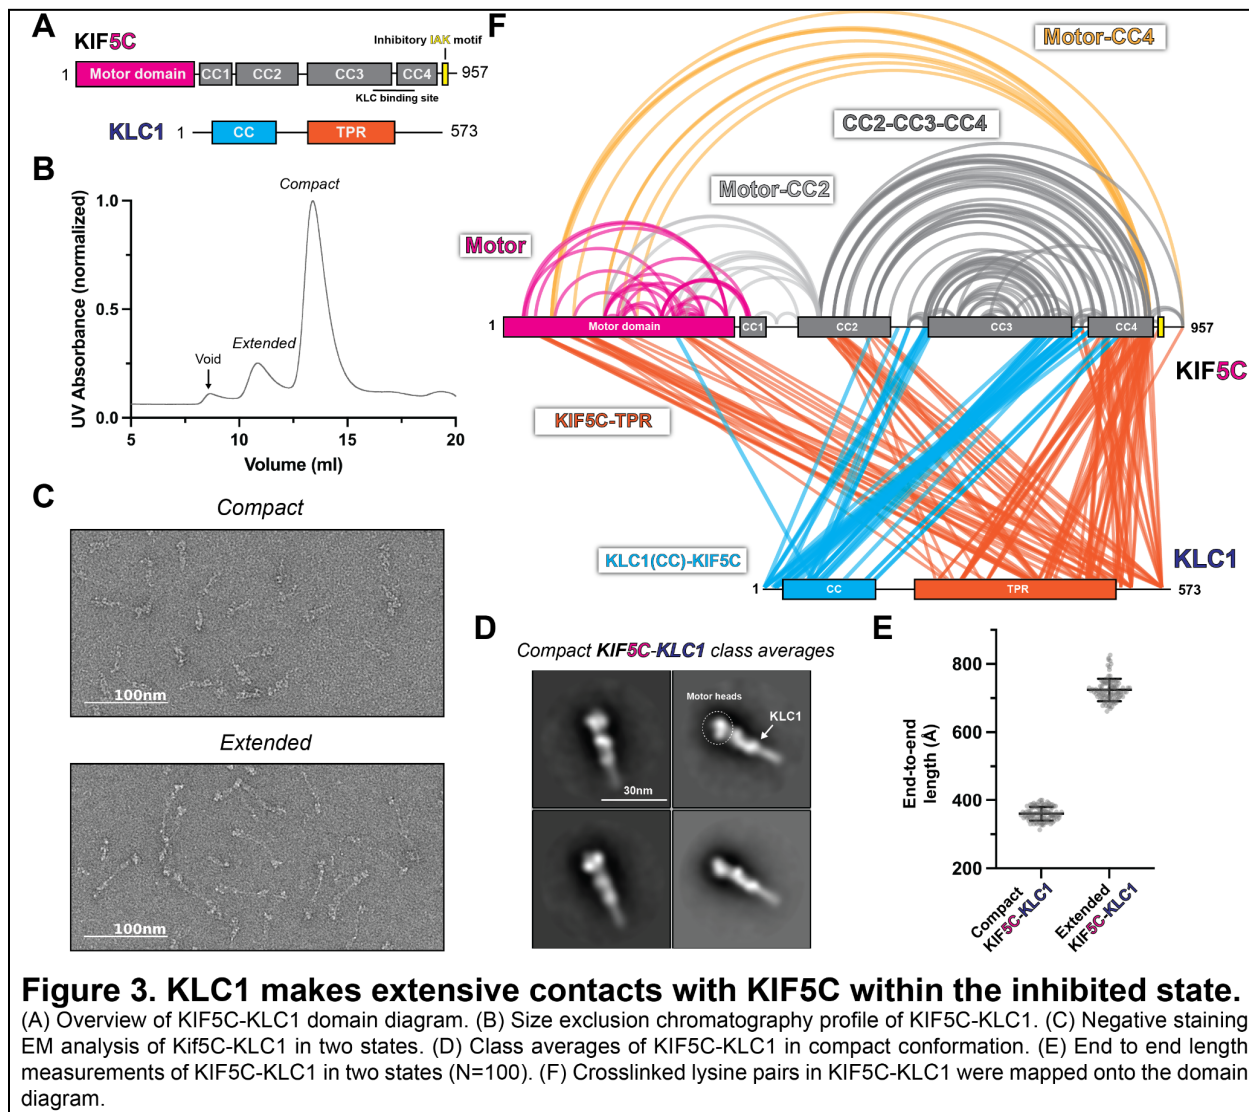 A
KIF5C
Inhibitory IAK motif
1
Motor domain
CC1
CC2
CC3
CC4
957
KLC binding site
KLC1
1
CC
TPR
573
B
UV Absorbance (normalized)
1.0
0.5
0.0
Void
Extended
Compact
5
10
15
20
Volume (ml)
C
Compact
100nm
Extended
100nm
F
Motor-CC4
CC2-CC3-CC4
Motor-CC2
Motor
1
Motor domain
CC1
CC2
CC3
CC4
957
KIF5C
KIF5C-TPR
KLC1(CC)-KIF5C
KLC1
1
CC
TPR
573
D
Compact KIF5C-KLC1 class averages
Motor heads
KLC1
30nm
E
End-to-end
length (Å)
800
600
400
200
Compact
KIF5C-KLC1
Extended
KIF5C-KLC1
Figure 3. KLC1 makes extensive contacts with KIF5C within the inhibited state.
(A) Overview of KIF5C-KLC1 domain diagram. (B) Size exclusion chromatography profile of KIF5C-KLC1. (C) Negative staining
EM analysis of Kif5C-KLC1 in two states. (D) Class averages of KIF5C-KLC1 in compact conformation. (E) End to end length
measurements of KIF5C-KLC1 in two states (N=100). (F) Crosslinked lysine pairs in KIF5C-KLC1 were mapped onto the domain
diagram.